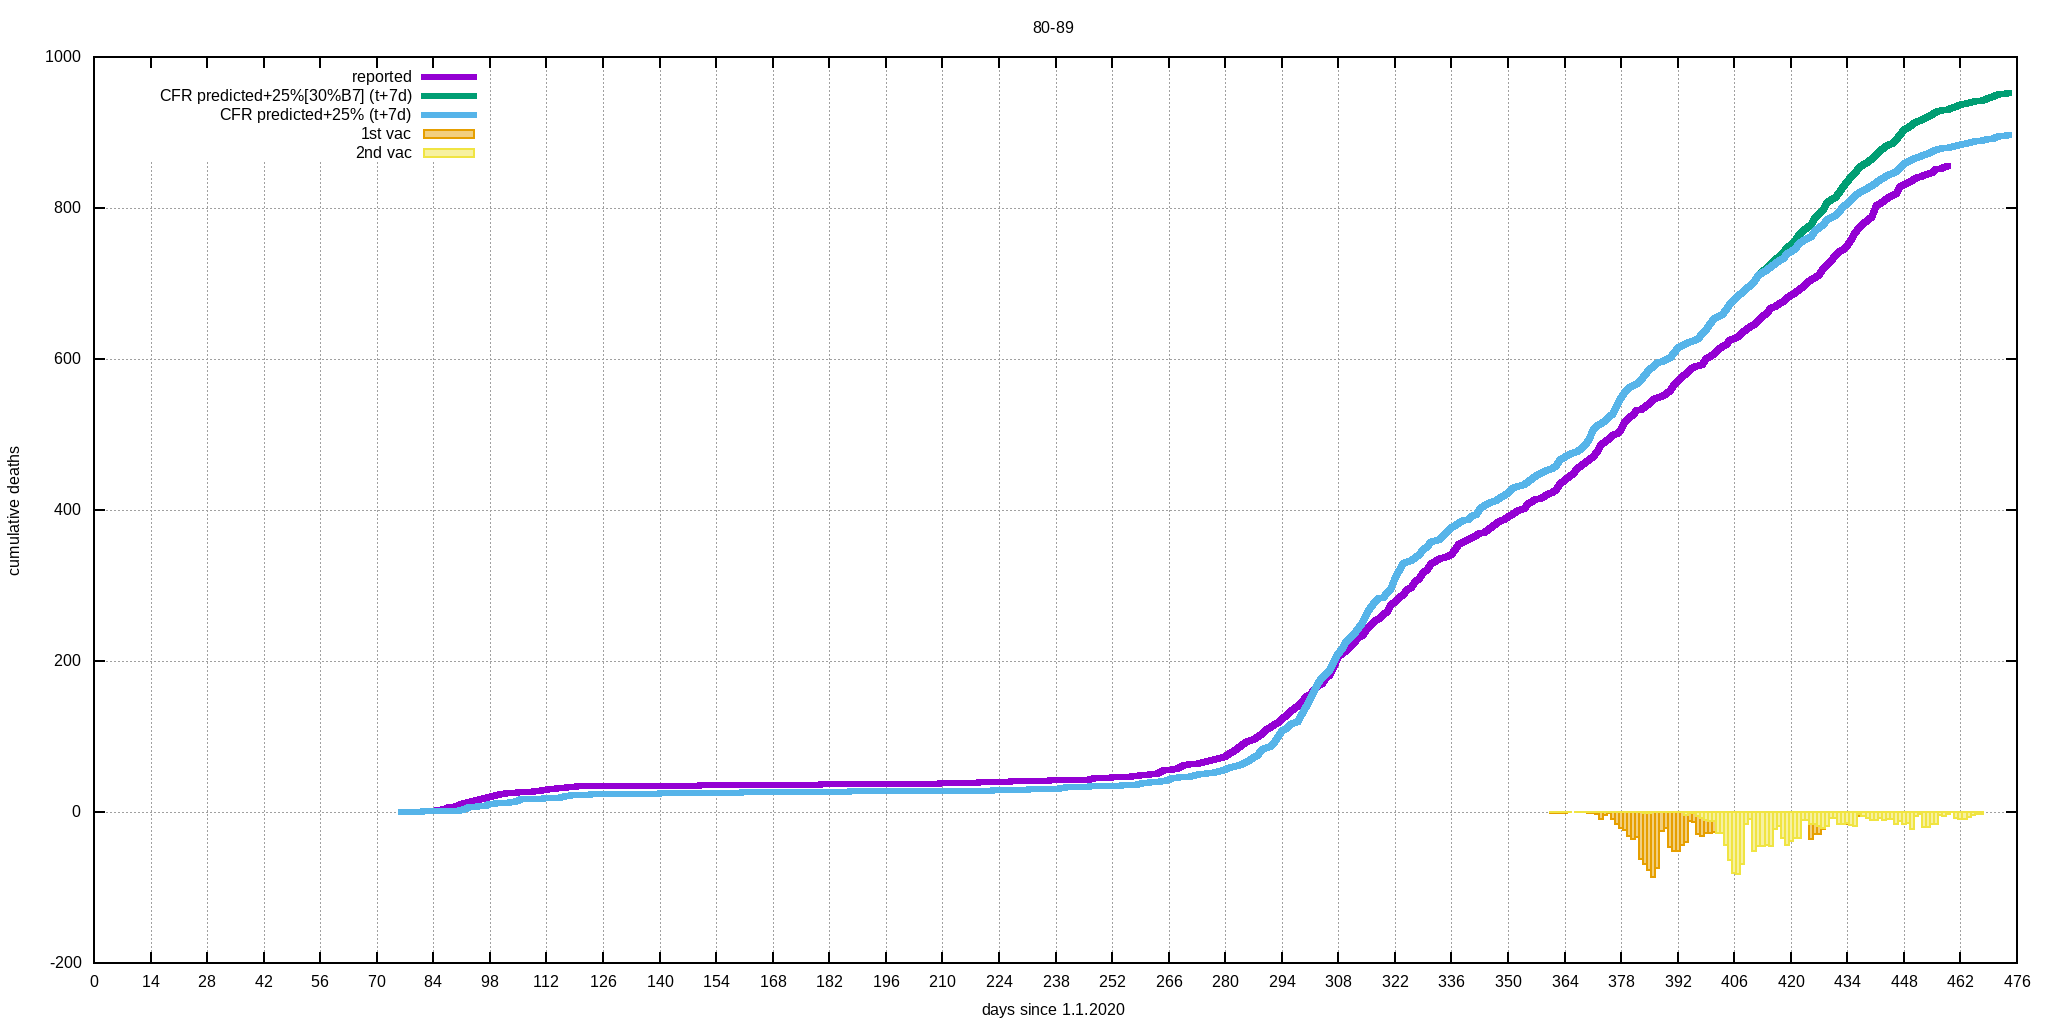 80-89
1000
800
600
400
200
0
-200
cumulative deaths
reported
CFR predicted+25%[30%B7] (t+7d)
CFR predicted+25% (t+7d)
1st vac
2nd vac
0 14 28 42 56 70 84 98 112 126 140 154 168 182 196 210 224 238 252 266 280 294 308 322 336 350 364 378 392 406 420 434 448 462 476
days since 1.1.2020